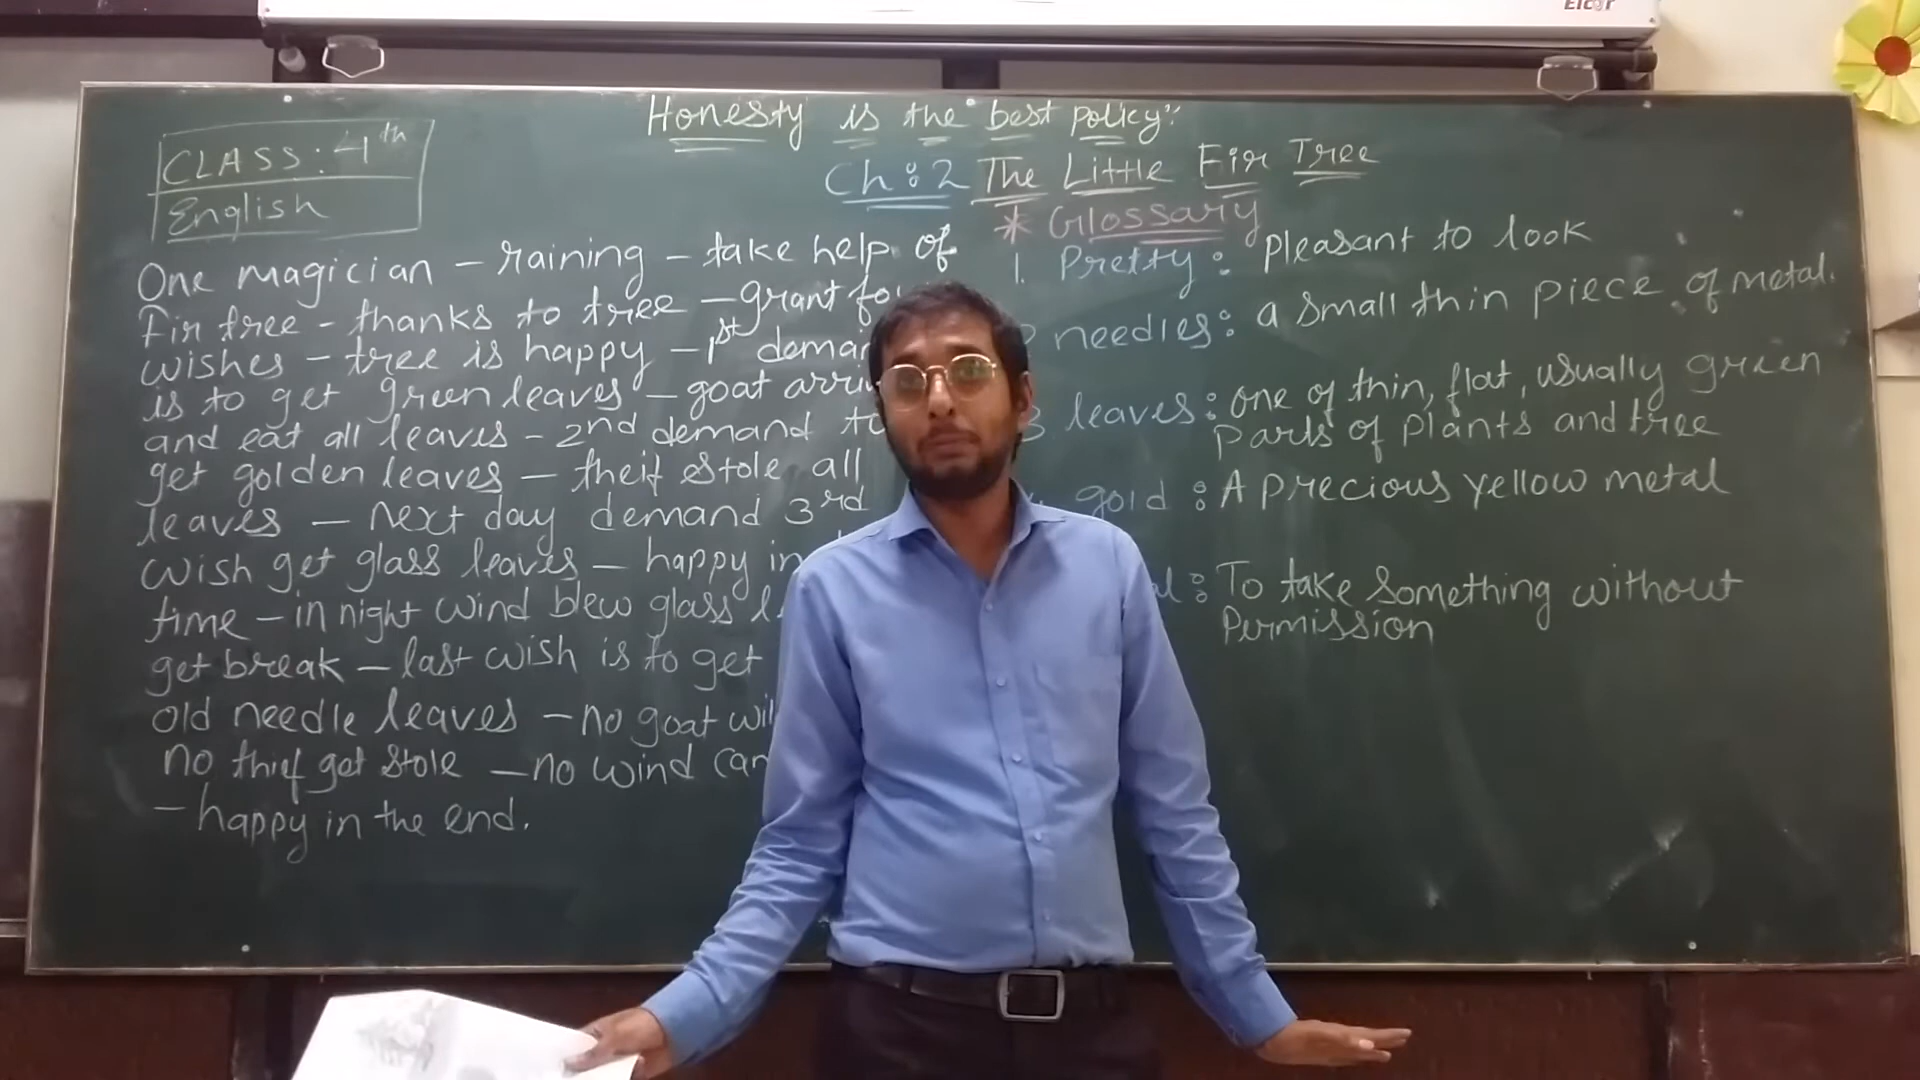 Honesty is the best policy"
CLASS: 4th
English
Ch:2 The Little Fir Tree
* Glossary
One magician - raining - take help of
fir tree - thanks to tree - grant
wishes - tree is happy - 1st
is to get green leaves - goat
and eat all leaves - 2nd demand to
get golden leaves - theif stole all
leaves - next day demand 3rd
wish get glass leaves - happy in
time - in night wind blew glass
get break - last wish is to get
old needle leaves - no goat
no thief get stole - no wind can
- happy in the end.
1. Pretty: pleasant to look
needles: a small thin piece of metal.
3 leaves: one of thin, flat, usually green
parts of plants and tree
gold: A precious yellow metal
To take something without
permission